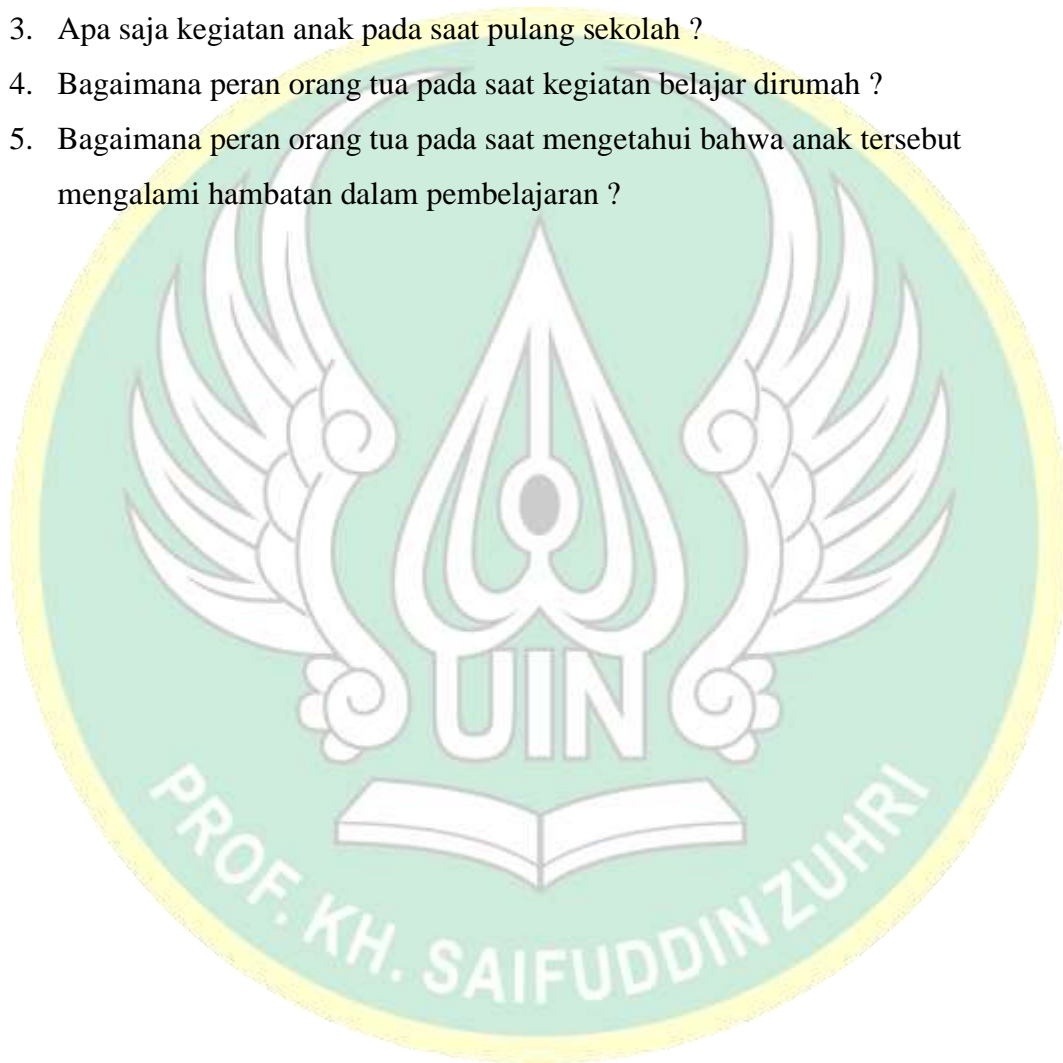 3. Apa saja kegiatan anak pada saat pulang sekolah ?
4. Bagaimana peran orang tua pada saat kegiatan belajar dirumah ?
5. Bagaimana peran orang tua pada saat mengetahui bahwa anak tersebut
mengalami hambatan dalam pembelajaran ?
UIN
PROF. KH. SAIFUDDIN ZUHRI